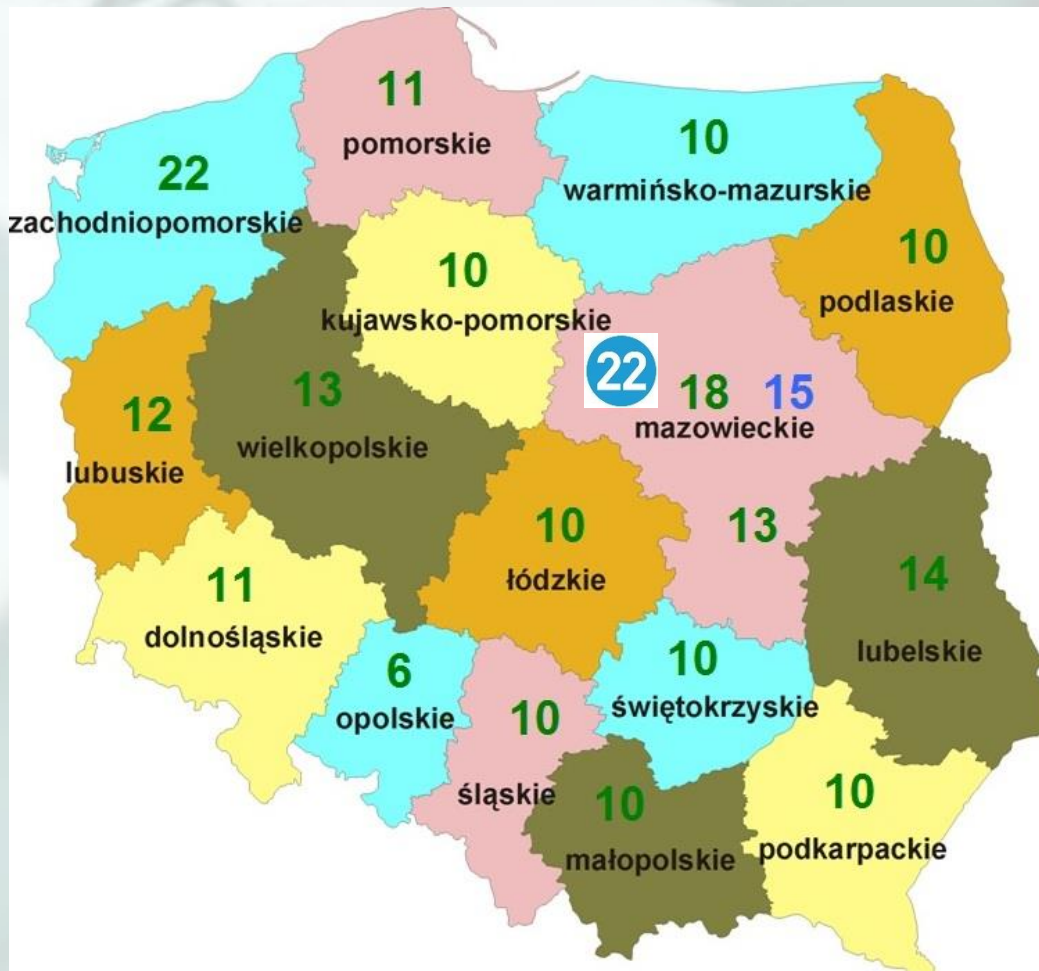 11
pomorskie
22
zachodniopomorskie
10
warmińsko-mazurskie
10
podlaskie
10
kujawsko-pomorskie
22
18 15
mazowieckie
13
12
lubuskie
13
wielkopolskie
10
łódzkie
14
lubelskie
11
dolnośląskie
6
opolskie
10
śląskie
10
świętokrzyskie
10
małopolskie
10
podkarpackie